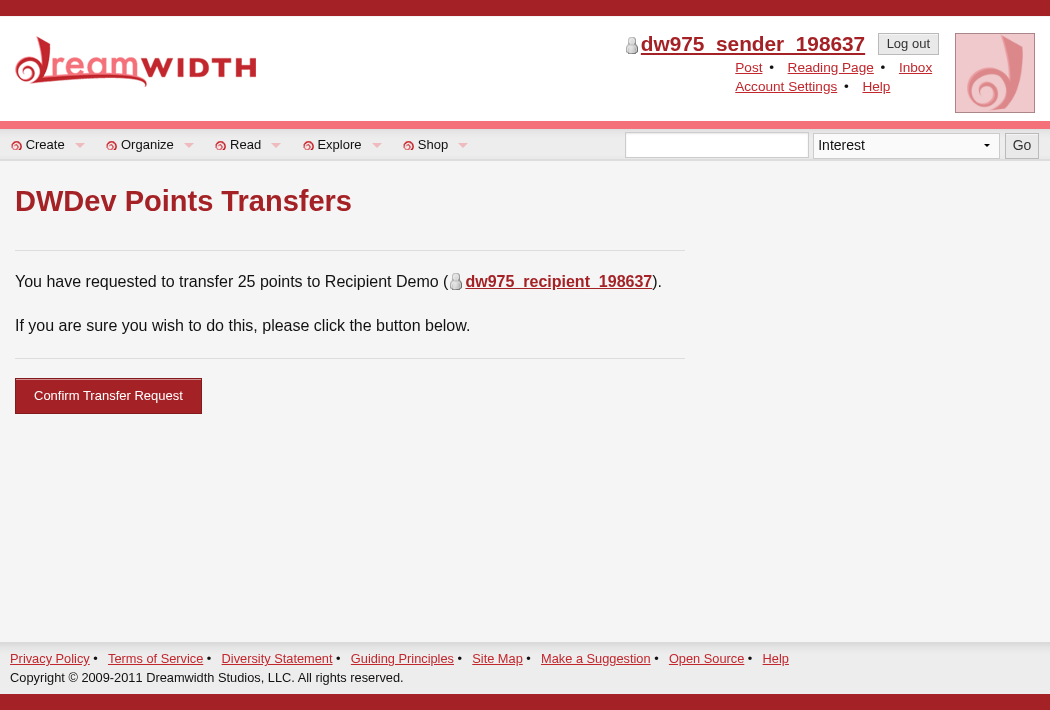 dreamWIDTH
dw975_sender_198637 Log out
Post • Reading Page • Inbox
Account Settings • Help
Create Organize Read Explore Shop Interest Go
DWDev Points Transfers
You have requested to transfer 25 points to Recipient Demo (dw975_recipient_198637).
If you are sure you wish to do this, please click the button below.
Confirm Transfer Request
Privacy Policy • Terms of Service • Diversity Statement • Guiding Principles • Site Map • Make a Suggestion • Open Source • Help
Copyright © 2009-2011 Dreamwidth Studios, LLC. All rights reserved.